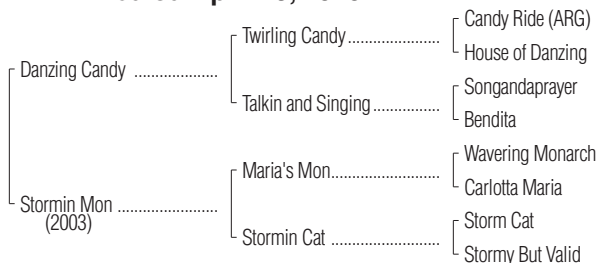 Candy Ride (ARG)
Twirling Candy
House of Danzing
Danzing Candy
Songandaprayer
Talkin and Singing
Bendita
Wavering Monarch
Maria's Mon
Carlotta Maria
Stormin Mon
(2003)
Storm Cat
Stormin Cat
Stormy But Valid